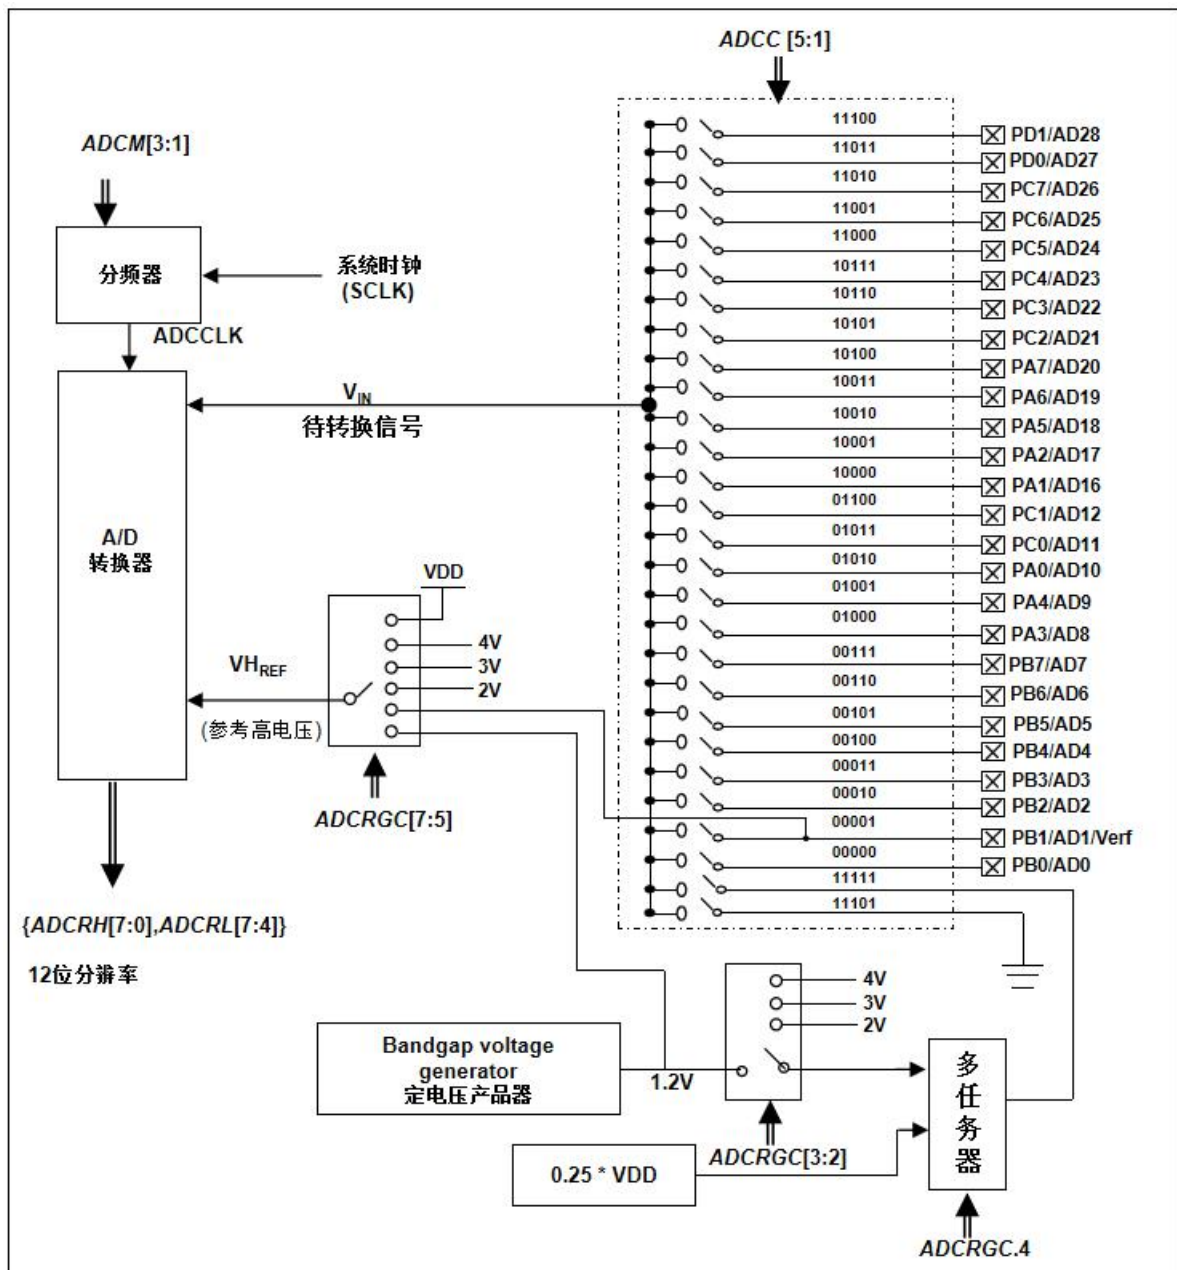 ADCC [5:1]
ADCM[3:1]
分频器
系统时钟
(SCLK)
ADCCLK
VIN
待转换信号
A/D
转换器
VDD
4V
3V
2V
VHREF
(参考高电压)
ADCRGC[7:5]
{ADCRH[7:0],ADCRL[7:4]}
12位分辨率
11100 PD1/AD28
11011 PD0/AD27
11010 PC7/AD26
11001 PC6/AD25
11000 PC5/AD24
10111 PC4/AD23
10110 PC3/AD22
10101 PC2/AD21
10100 PA7/AD20
10011 PA6/AD19
10010 PA5/AD18
10001 PA2/AD17
10000 PA1/AD16
01100 PC1/AD12
01011 PC0/AD11
01010 PA0/AD10
01001 PA4/AD9
01000 PA3/AD8
00111 PB7/AD7
00110 PB6/AD6
00101 PB5/AD5
00100 PB4/AD4
00011 PB3/AD3
00010 PB2/AD2
00001 PB1/AD1/Verf
00000 PB0/AD0
11111
11101
4V
3V
2V
Bandgap voltage
generator
定电压产品器
1.2V
ADCRGC[3:2]
0.25 * VDD
多任务器
ADCRGC.4